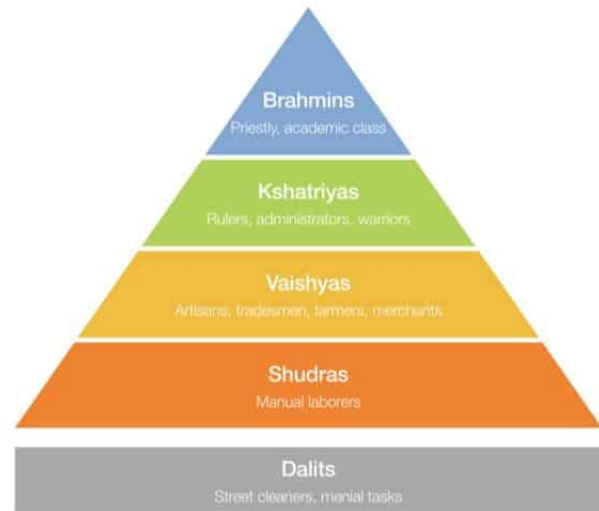 Brahmins
Priestly, academic class
Kshatriyas
Rulers, administrators, warriors
Vaishyas
Artisans, tradesmen, farmers, merchants
Shudras
Manual laborers
Dalits
Street cleaners, menial tasks